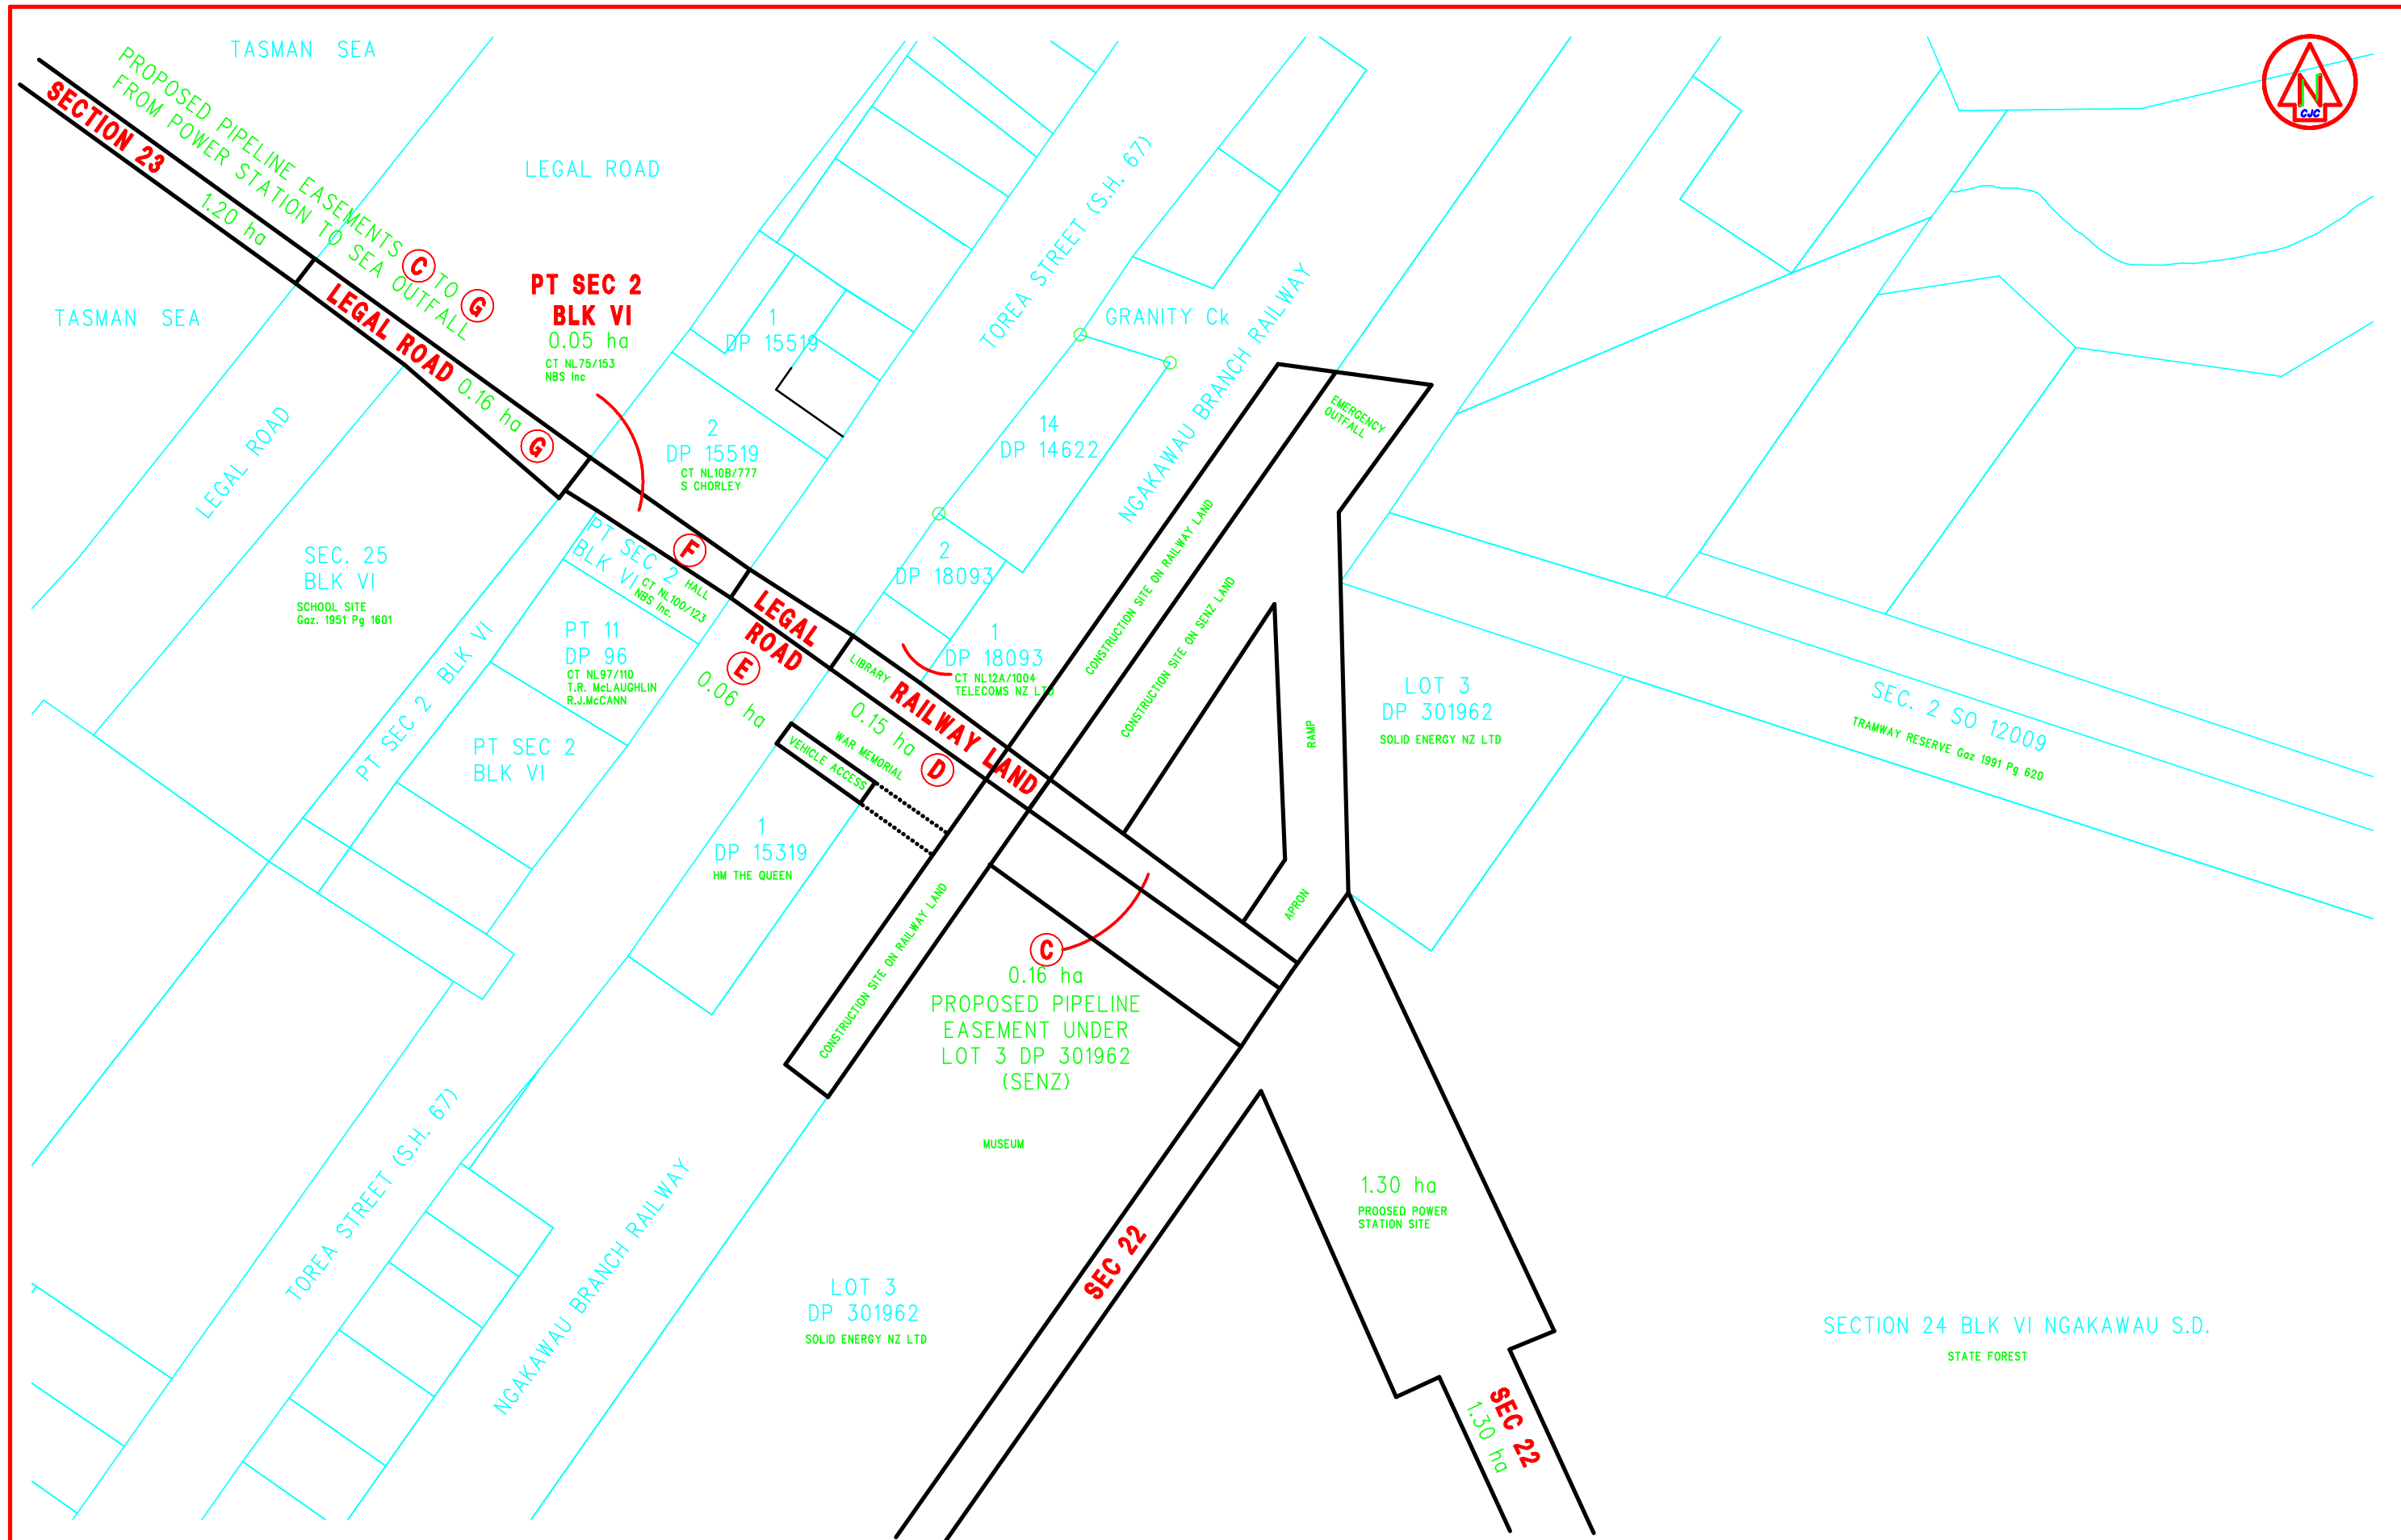 TASMAN SEA
PROPOSED PIPELINE EASEMENTS C TO G
FROM POWER STATION TO SEA OUTFALL
SECTION 23
1.20 ha
LEGAL ROAD
N
CJC
TASMAN SEA
LEGAL ROAD 0.16 ha G
PT SEC 2
BLK VI
0.05 ha
CT NL75/153
NBS Inc
1
DP 15519
2
DP 15519
CT NL10B/777
S CHORLEY
TOREA STREET (S.H. 67)
GRANITY Ck
NGAKAWAU BRANCH RAILWAY
14
DP 14622
EMERGENCY
OUTFALL
LEGAL ROAD
SEC. 25
BLK VI
SCHOOL SITE
Gaz. 1951 Pg 1601
PT SEC 2 HALL
BLK VI CT NL100/123
NBS Inc.
F
2
DP 18093
1
DP 18093
CT NL12A/1004
TELECOMS NZ LTD
CONSTRUCTION SITE ON RAILWAY LAND
CONSTRUCTION SITE ON SENZ LAND
RAMP
APRON
PT 11
DP 96
CT NL97/110
T.R. McLAUGHLIN
R.J.McCANN
LEGAL
ROAD
E
0.06 ha
LIBRARY
RAILWAY LAND
0.15 ha
WAR MEMORIAL
D
VEHICLE ACCESS
LOT 3
DP 301962
SOLID ENERGY NZ LTD
SEC. 2 SO 12009
TRAMWAY RESERVE Gaz 1991 Pg 620
PT SEC 2 BLK VI
PT SEC 2
BLK VI
1
DP 15319
HM THE QUEEN
CONSTRUCTION SITE ON RAILWAY LAND
C
0.16 ha
PROPOSED PIPELINE
EASEMENT UNDER
LOT 3 DP 301962
(SENZ)
MUSEUM
TOREA STREET (S.H. 67)
NGAKAWAU BRANCH RAILWAY
LOT 3
DP 301962
SOLID ENERGY NZ LTD
SEC 22
1.30 ha
PROOSED POWER
STATION SITE
SEC 22
1.30 ha
SECTION 24 BLK VI NGAKAWAU S.D.
STATE FOREST